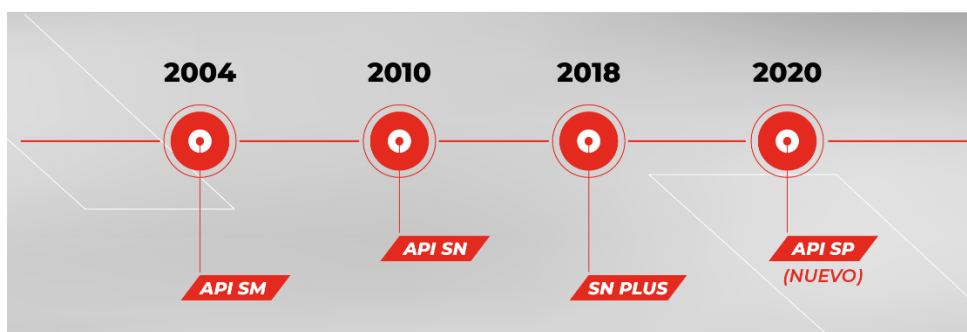 2004
2010
2018
2020
API SM
API SN
SN PLUS
API SP
(NUEVO)